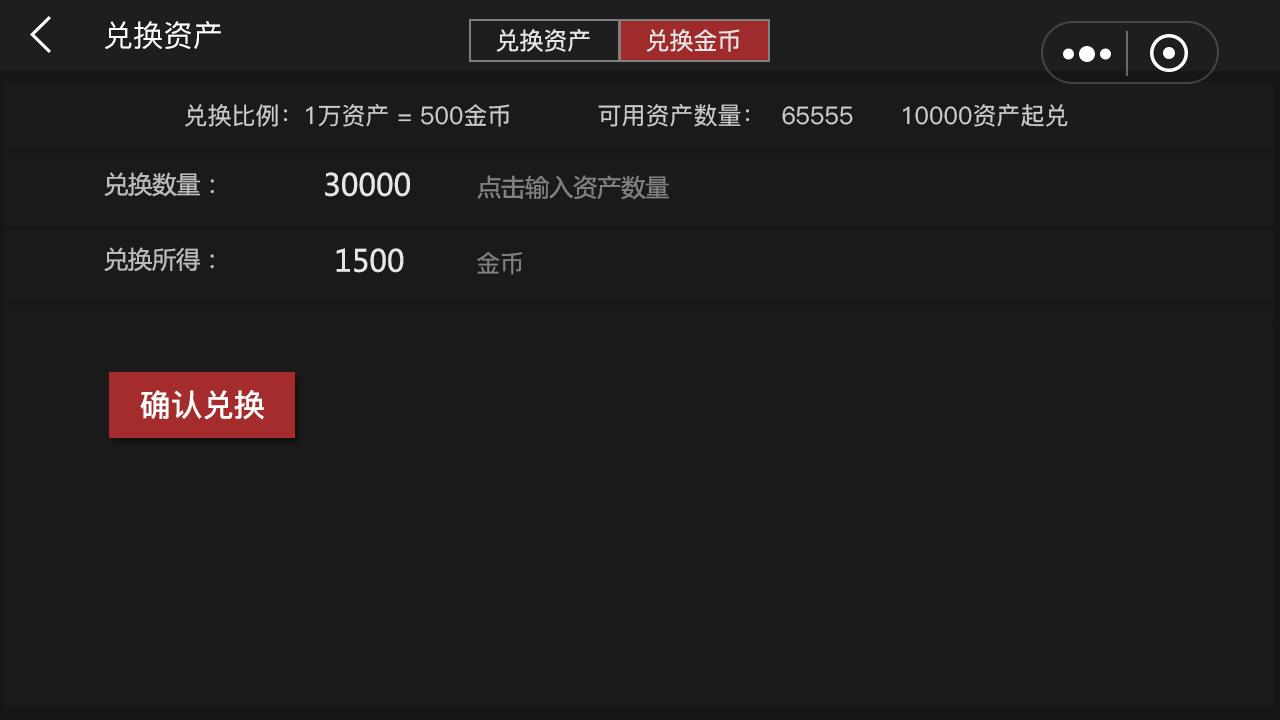 兑换资产
兑换资产 兑换金币
兑换比例：1万资产 = 500金币 可用资产数量： 65555 10000资产起兑
兑换数量： 30000 点击输入资产数量
兑换所得： 1500 金币
确认兑换